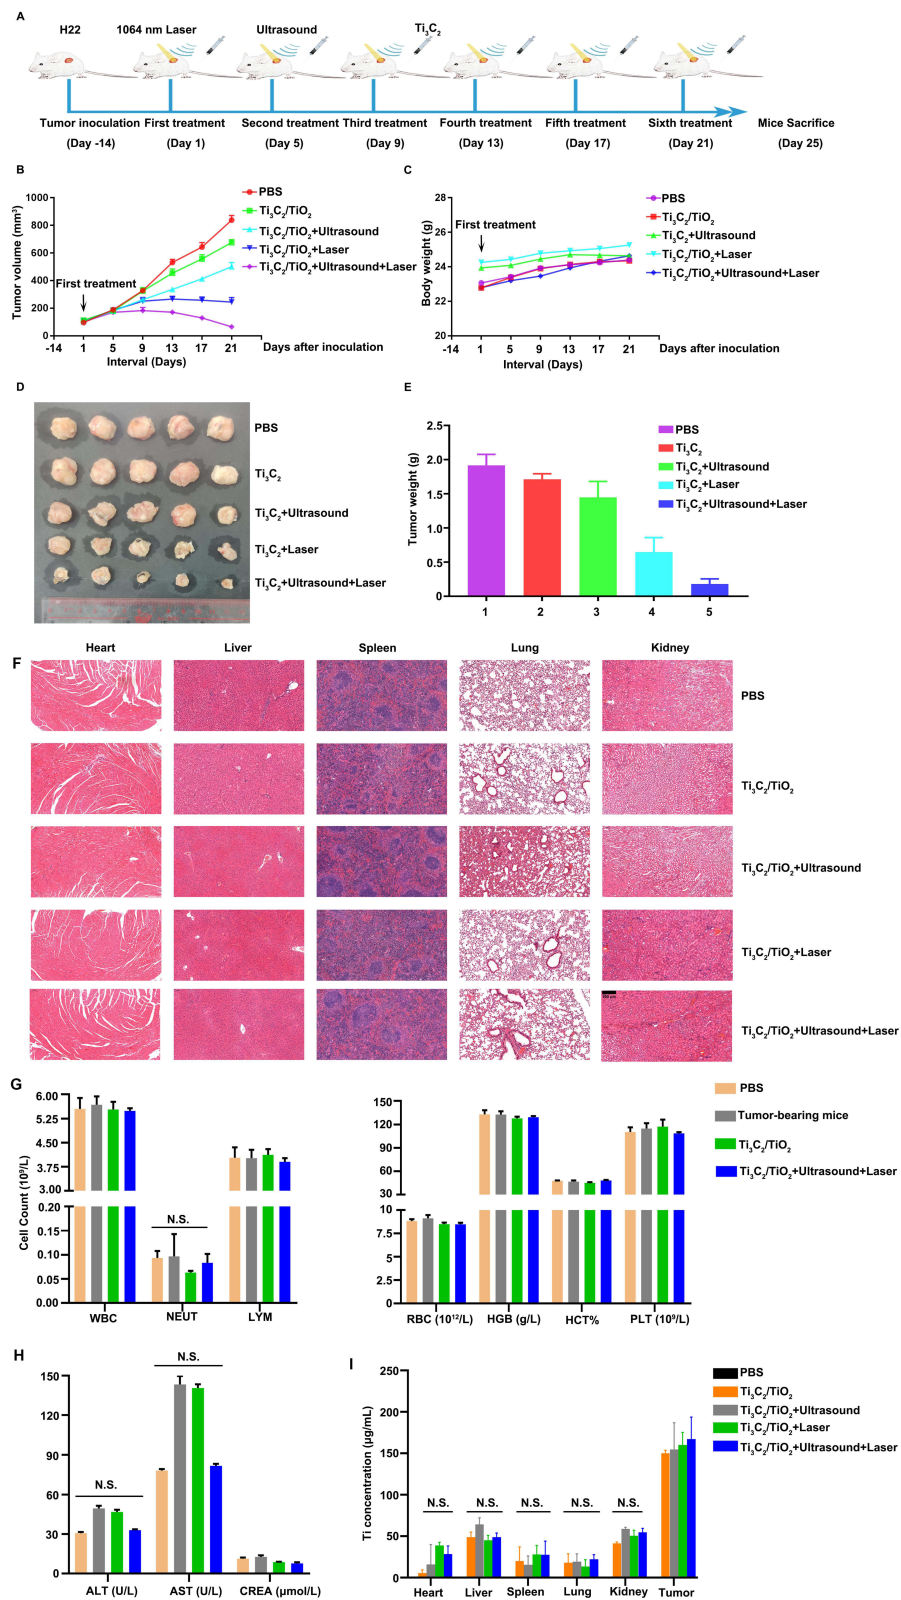 A
H22
1064 nm Laser
Ultrasound
Ti3C2
Tumor inoculation
First treatment
Second treatment
Third treatment
Fourth treatment
Fifth treatment
Sixth treatment
Mice Sacrifice
(Day -14)
(Day 1)
(Day 5)
(Day 9)
(Day 13)
(Day 17)
(Day 21)
(Day 25)
B
Tumor volume (mm3)
1000
800
600
400
200
0
First treatment
-14 1 5 9 13 17 21
Days after inoculation
Interval (Days)
PBS
Ti3C2/TiO2
Ti3C2/TiO2+Ultrasound
Ti3C2/TiO2+Laser
Ti3C2/TiO2+Ultrasound+Laser
C
Body weight (g)
28
26
24
22
20
First treatment
-14 1 5 9 13 17 21
Days after inoculation
Interval (Days)
PBS
Ti3C2/TiO2
Ti3C2+Ultrasound
Ti3C2/TiO2+Laser
Ti3C2/TiO2+Ultrasound+Laser
D
PBS
Ti3C2
Ti3C2+Ultrasound
Ti3C2+Laser
Ti3C2+Ultrasound+Laser
E
Tumor weight (g)
2.5
2.0
1.5
1.0
0.5
0
1 2 3 4 5
PBS
Ti3C2
Ti3C2+Ultrasound
Ti3C2+Laser
Ti3C2+Ultrasound+Laser
F
Heart
Liver
Spleen
Lung
Kidney
PBS
Ti3C2/TiO2
Ti3C2/TiO2+Ultrasound
Ti3C2/TiO2+Laser
Ti3C2/TiO2+Ultrasound+Laser
G
Cell Count (10⁹/L)
6.00
4.50
3.75
3.00
0.20
0.15
0.10
0.05
0.00
N.S.
WBC
NEUT
LYM
150
120
90
60
30
10
7.5
5
2.5
0
RBC (10¹²/L)
HGB (g/L)
HCT%
PLT (10⁹/L)
PBS
Tumor-bearing mice
Ti3C2/TiO2
Ti3C2/TiO2+Ultrasound+Laser
H
150
90
60
30
0
N.S.
N.S.
ALT (U/L)
AST (U/L)
CREA (μmol/L)
I
Ti concentration (μg/mL)
250
200
150
100
50
0
N.S.
N.S.
N.S.
N.S.
N.S.
Heart
Liver
Spleen
Lung
Kidney
Tumor
PBS
Ti3C2/TiO2
Ti3C2/TiO2+Ultrasound
Ti3C2/TiO2+Laser
Ti3C2/TiO2+Ultrasound+Laser